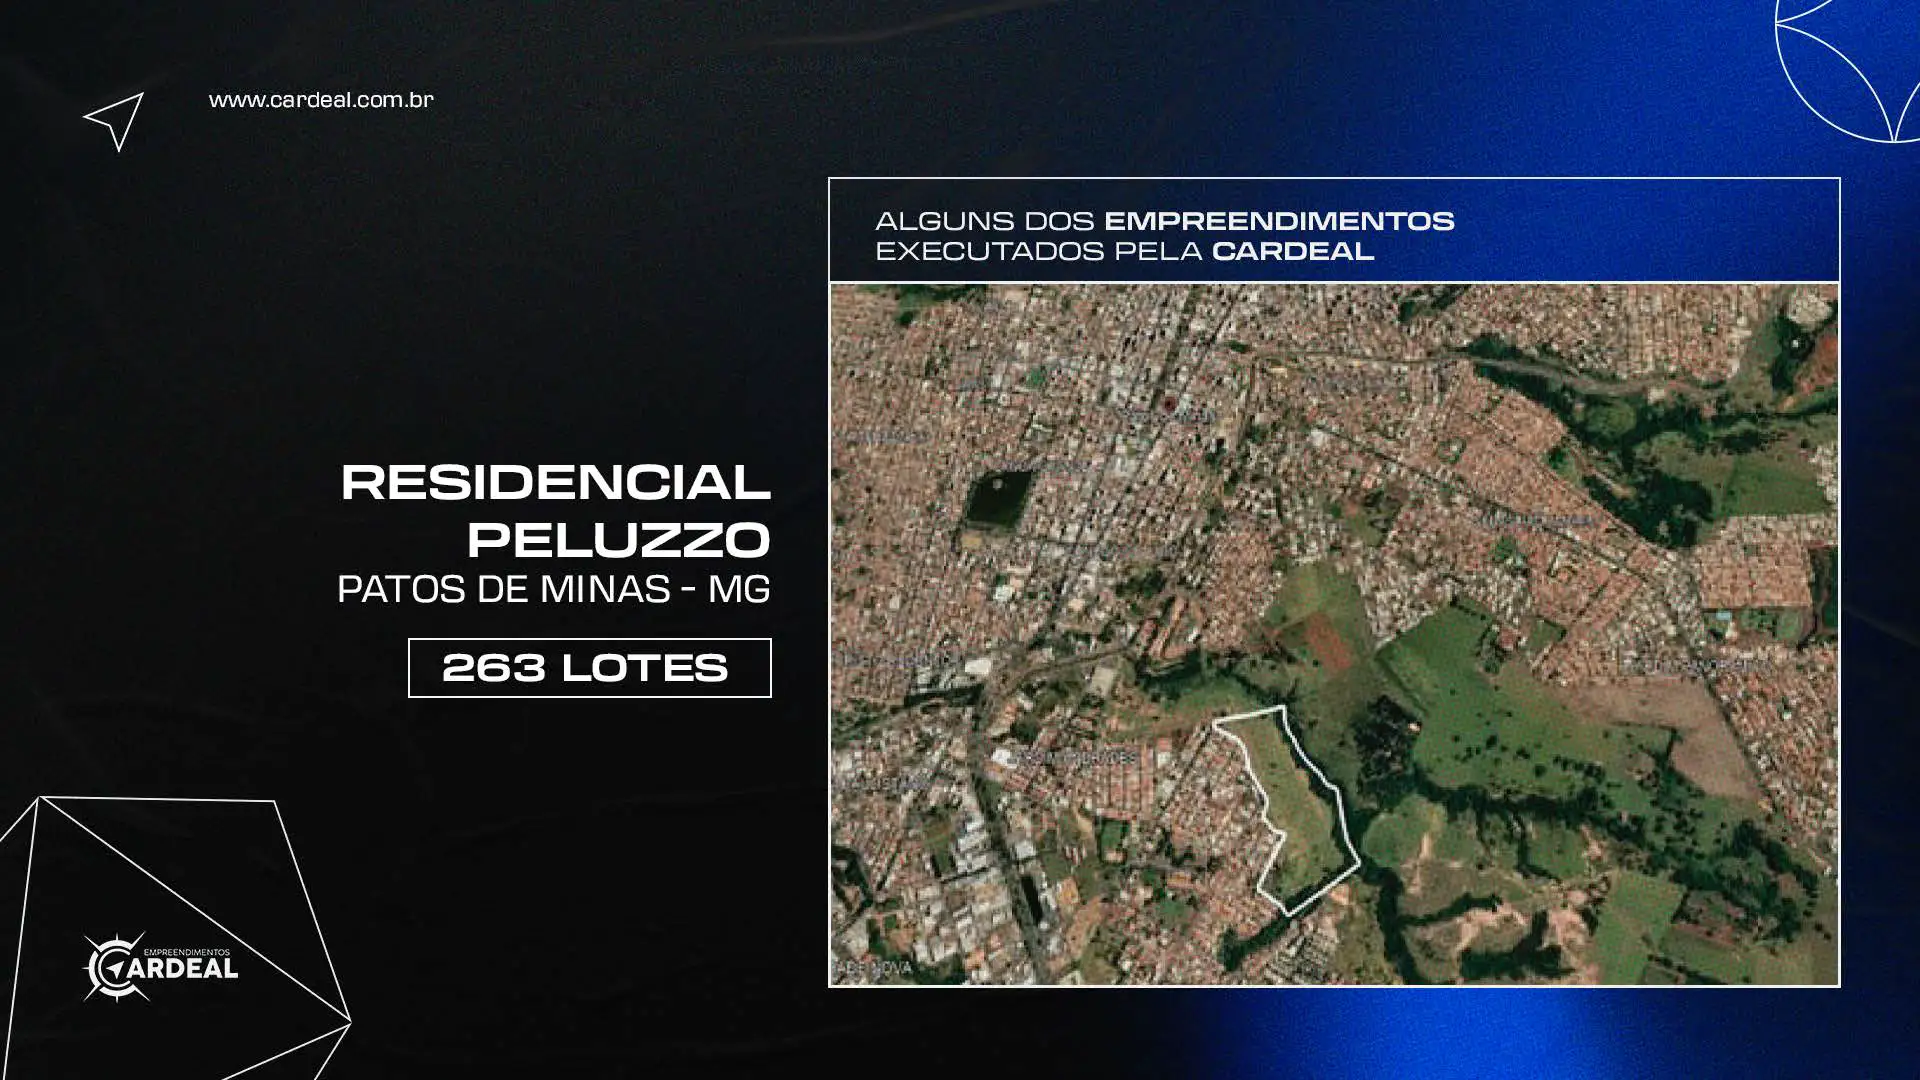 www.cardeal.com.br
ALGUNS DOS EMPREENDIMENTOS
EXECUTADOS PELA CARDEAL
RESIDENCIAL
PELUZZO
PATOS DE MINAS - MG
263 LOTES
EMPREENDIMENTOS
CARDEAL